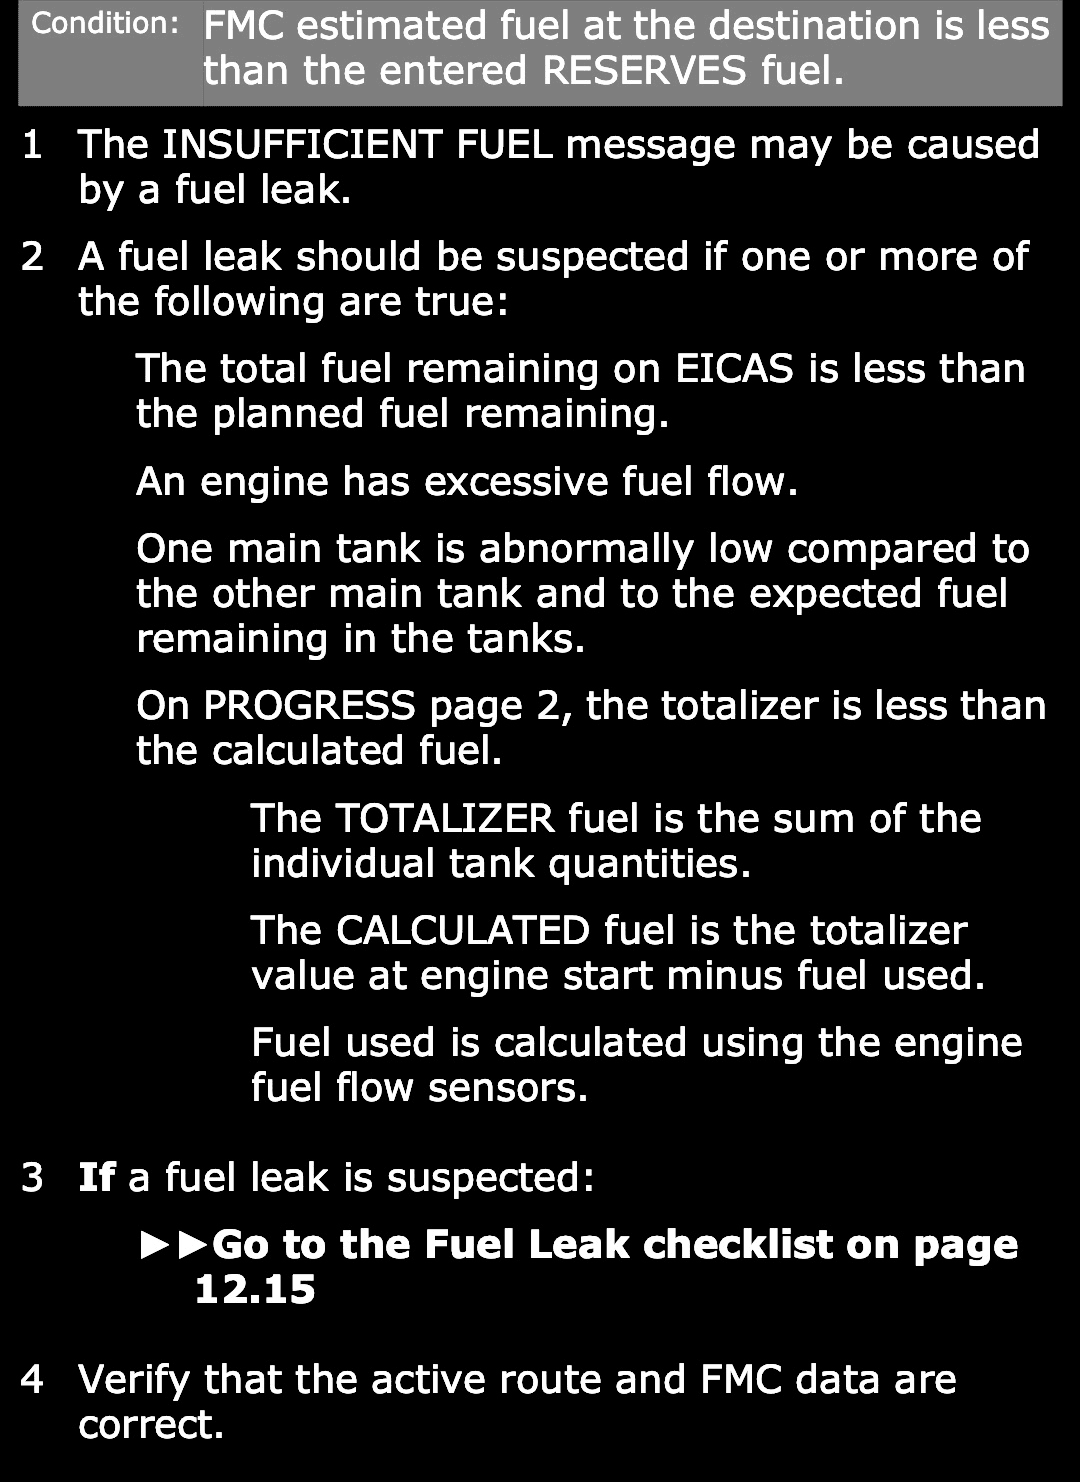 Condition: FMC estimated fuel at the destination is less
than the entered RESERVES fuel.
1 The INSUFFICIENT FUEL message may be caused
by a fuel leak.
2 A fuel leak should be suspected if one or more of
the following are true:
The total fuel remaining on EICAS is less than
the planned fuel remaining.
An engine has excessive fuel flow.
One main tank is abnormally low compared to
the other main tank and to the expected fuel
remaining in the tanks.
On PROGRESS page 2, the totalizer is less than
the calculated fuel.
The TOTALIZER fuel is the sum of the
individual tank quantities.
The CALCULATED fuel is the totalizer
value at engine start minus fuel used.
Fuel used is calculated using the engine
fuel flow sensors.
3 If a fuel leak is suspected:
►►Go to the Fuel Leak checklist on page
12.15
4 Verify that the active route and FMC data are
correct.